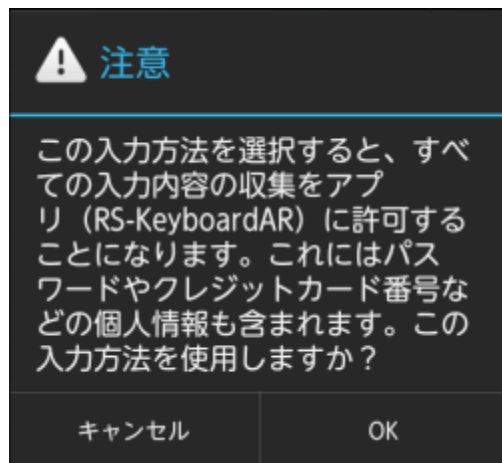 注意
この入力方法を選択すると、すべ
ての入力内容の収集をアプ
リ（RS-KeyboardAR）に許可する
ことになります。これにはパス
ワードやクレジットカード番号な
どの個人情報も含まれます。この
入力方法を使用しますか？
キャンセル
OK